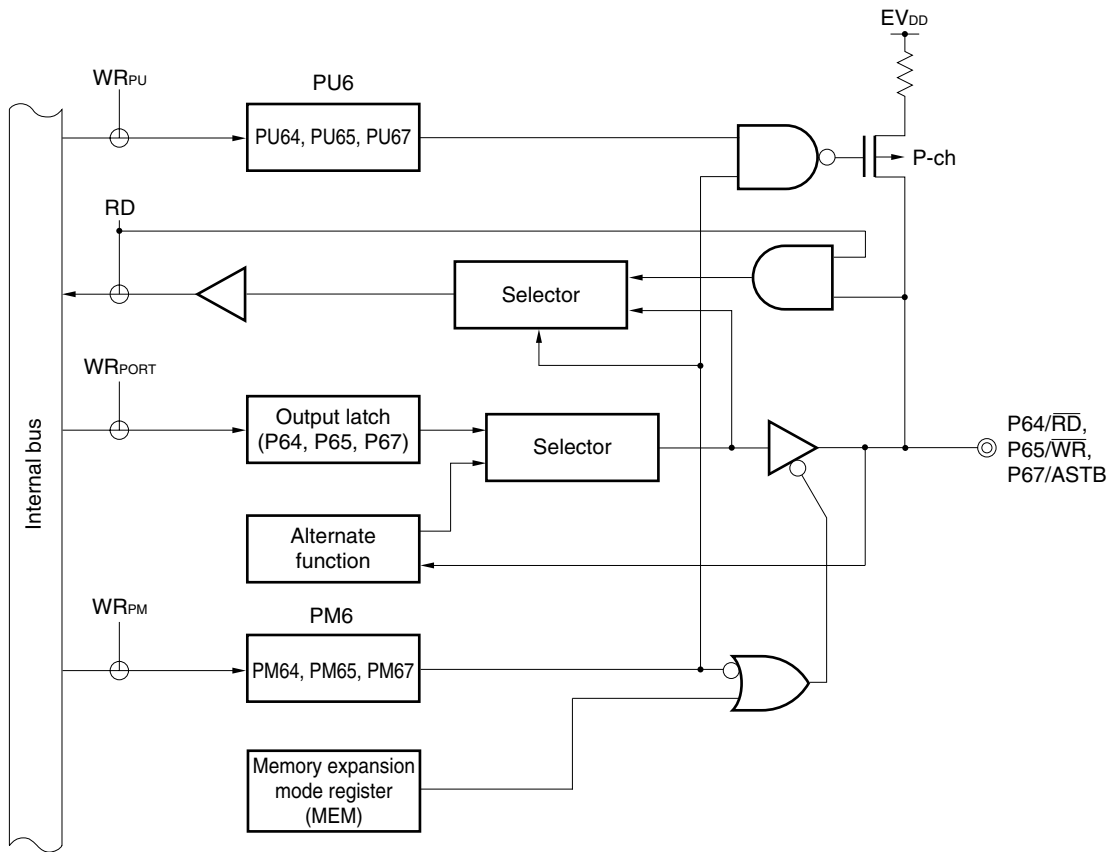 EVDD
WRPU
PU6
PU64, PU65, PU67
P-ch
RD
Selector
WRPORT
Output latch
(P64, P65, P67)
Selector
P64/RD,
P65/WR,
P67/ASTB
Internal bus
Alternate
function
WRPM
PM6
PM64, PM65, PM67
Memory expansion
mode register
(MEM)